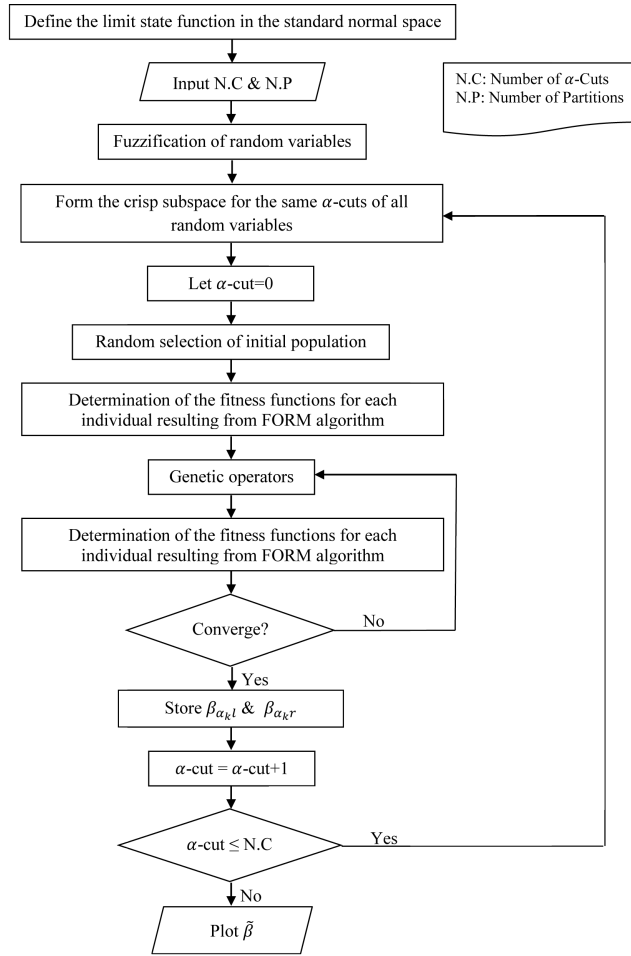 Define the limit state function in the standard normal space
Input N.C & N.P
N.C: Number of α-Cuts
N.P: Number of Partitions
Fuzzification of random variables
Form the crisp subspace for the same α-cuts of all
random variables
Let α-cut=0
Random selection of initial population
Determination of the fitness functions for each
individual resulting from FORM algorithm
Genetic operators
Determination of the fitness functions for each
individual resulting from FORM algorithm
Converge?
No
Yes
Store β_{α_k l} & β_{α_k r}
α-cut = α-cut+1
α-cut ≤ N.C
Yes
No
Plot β̃